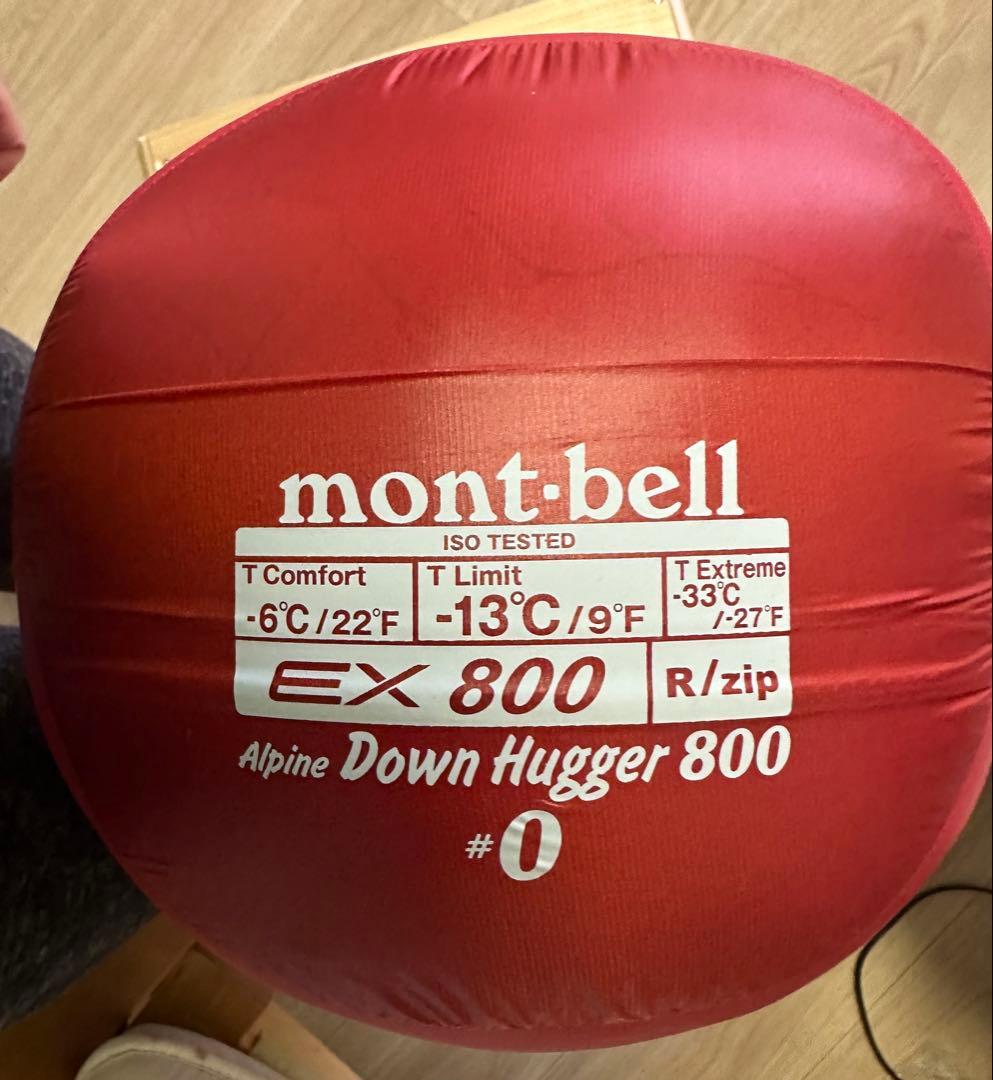 mont·bell
ISO TESTED
T Comfort
-6°C/22°F
T Limit
-13°C/9°F
T Extreme
-33°C
/-27°F
EX 800
R/zip
Alpine Down Hugger 800
#0